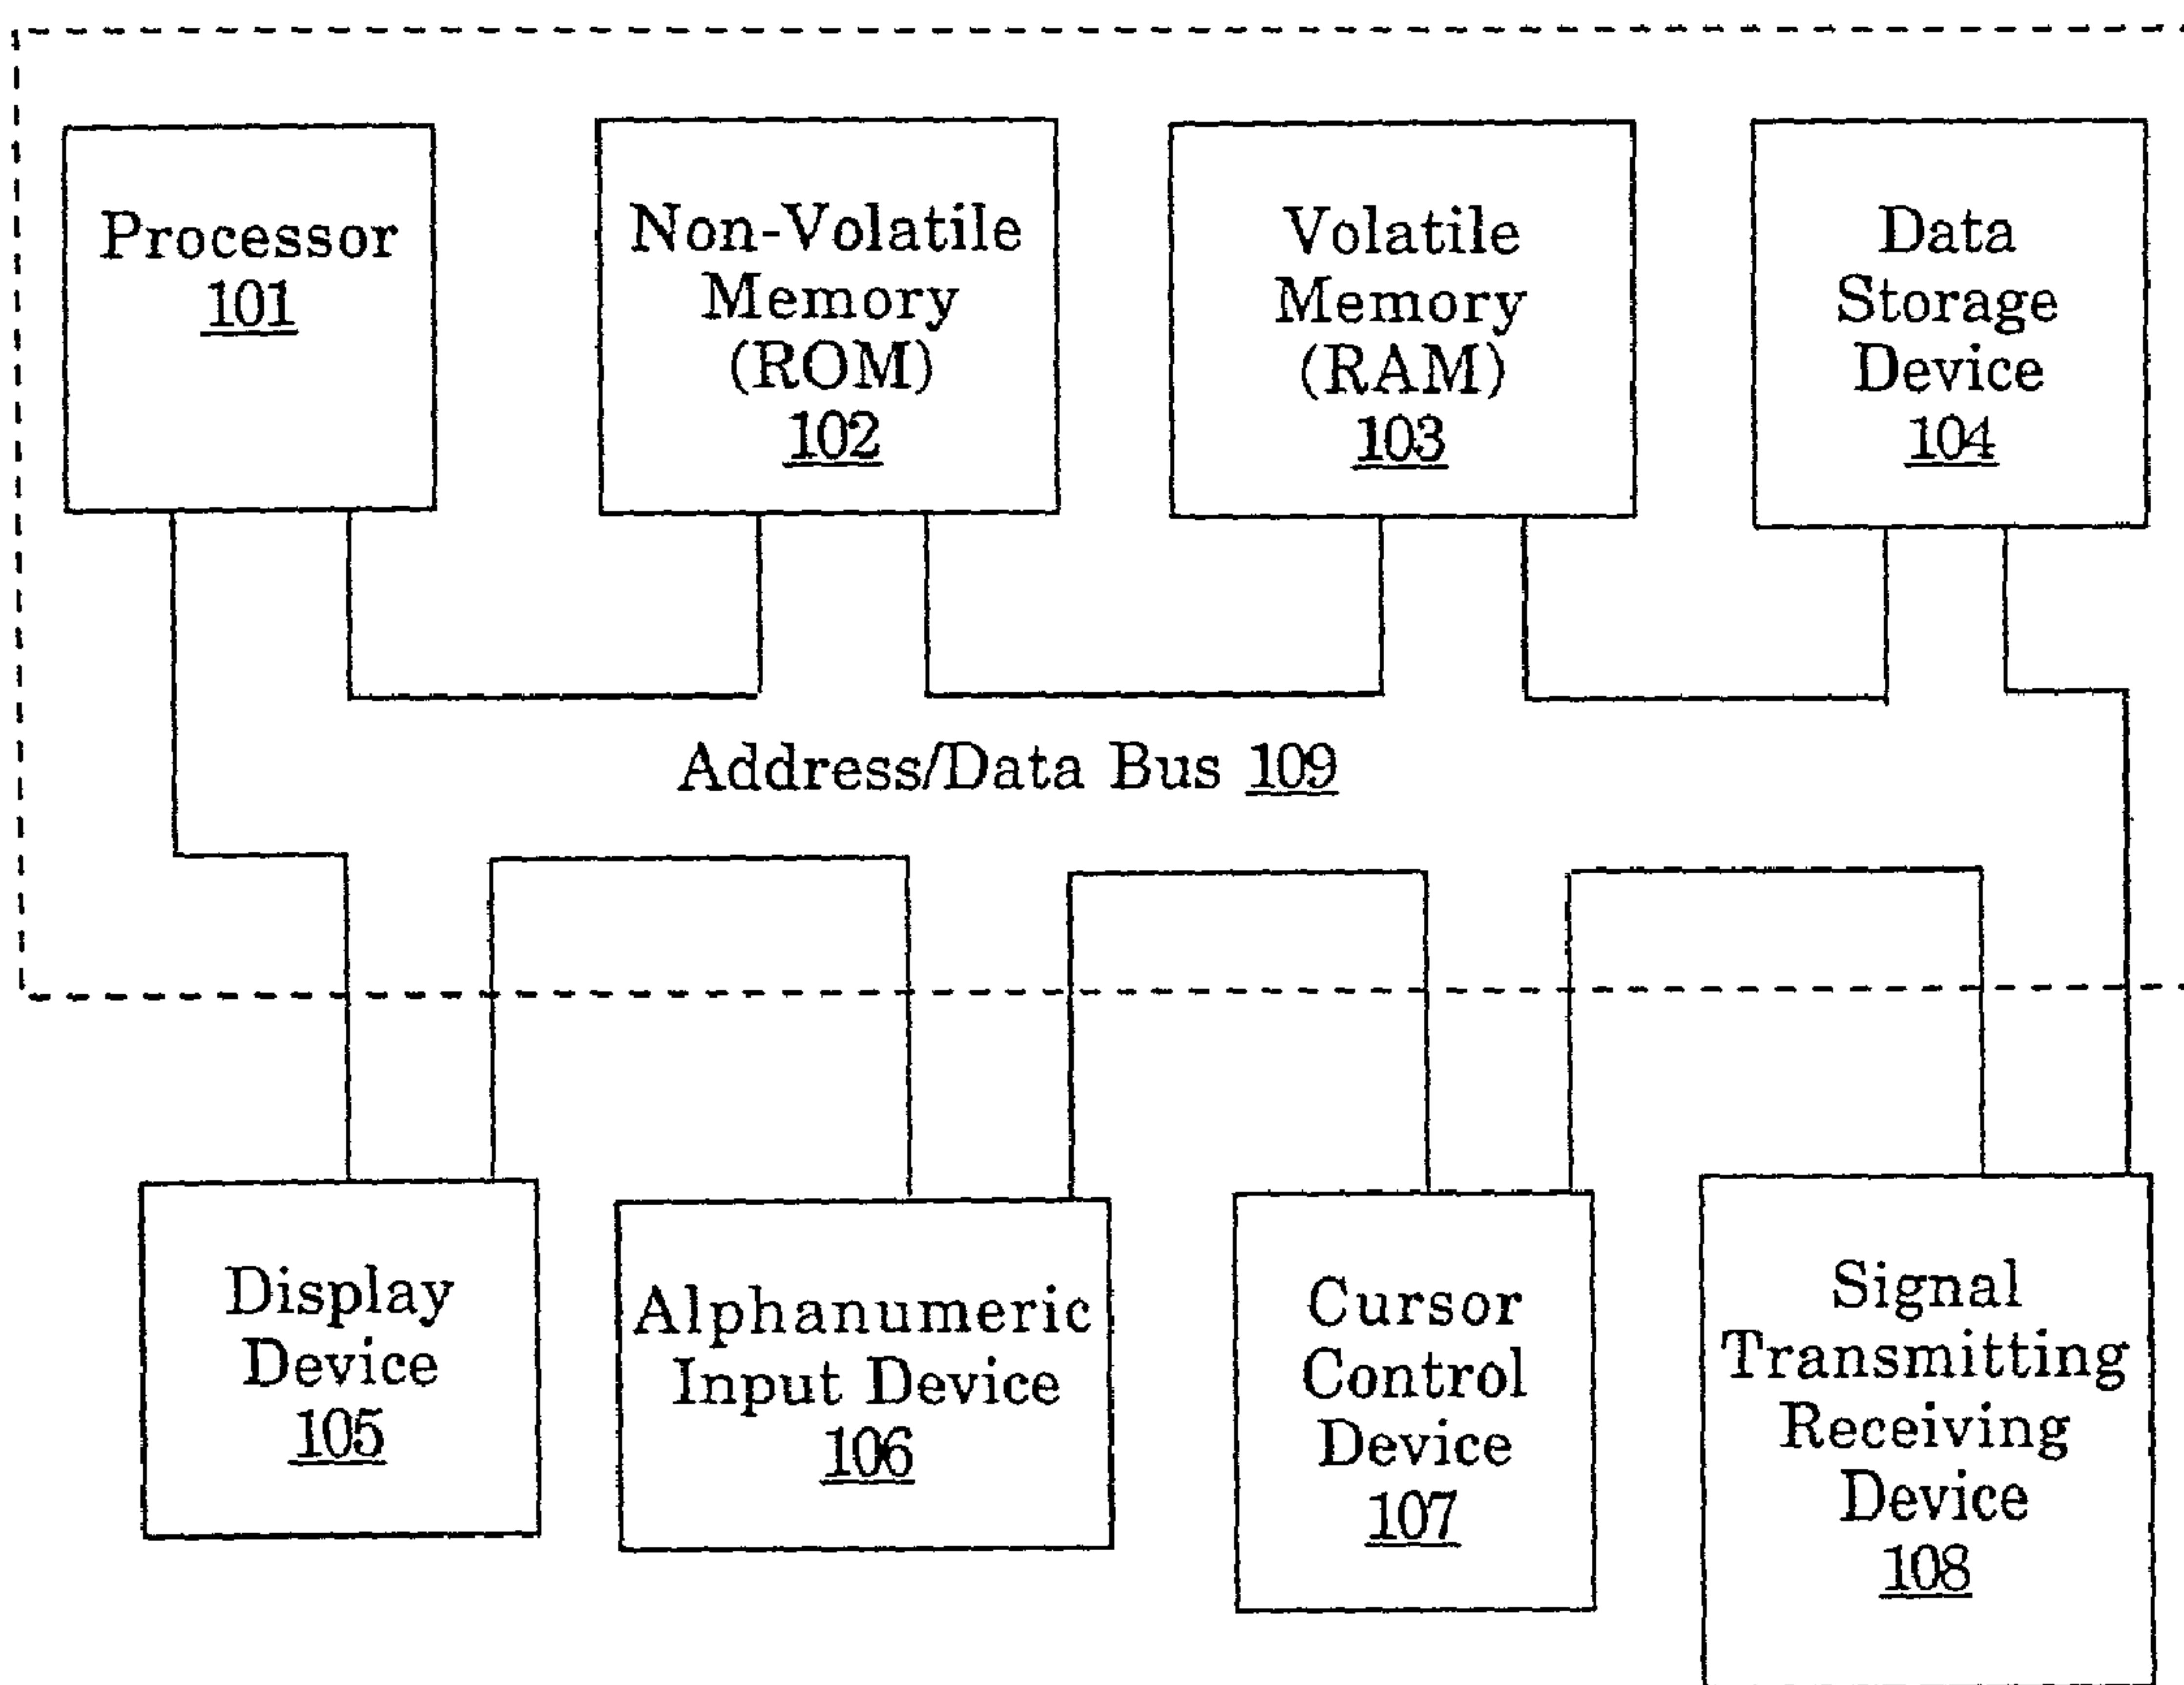 Processor
101
Non-Volatile
Memory
(ROM)
102
Volatile
Memory
(RAM)
103
Data
Storage
Device
104
Address/Data Bus 109
Display
Device
105
Alphanumeric
Input Device
106
Cursor
Control
Device
107
Signal
Transmitting
Receiving
Device
108